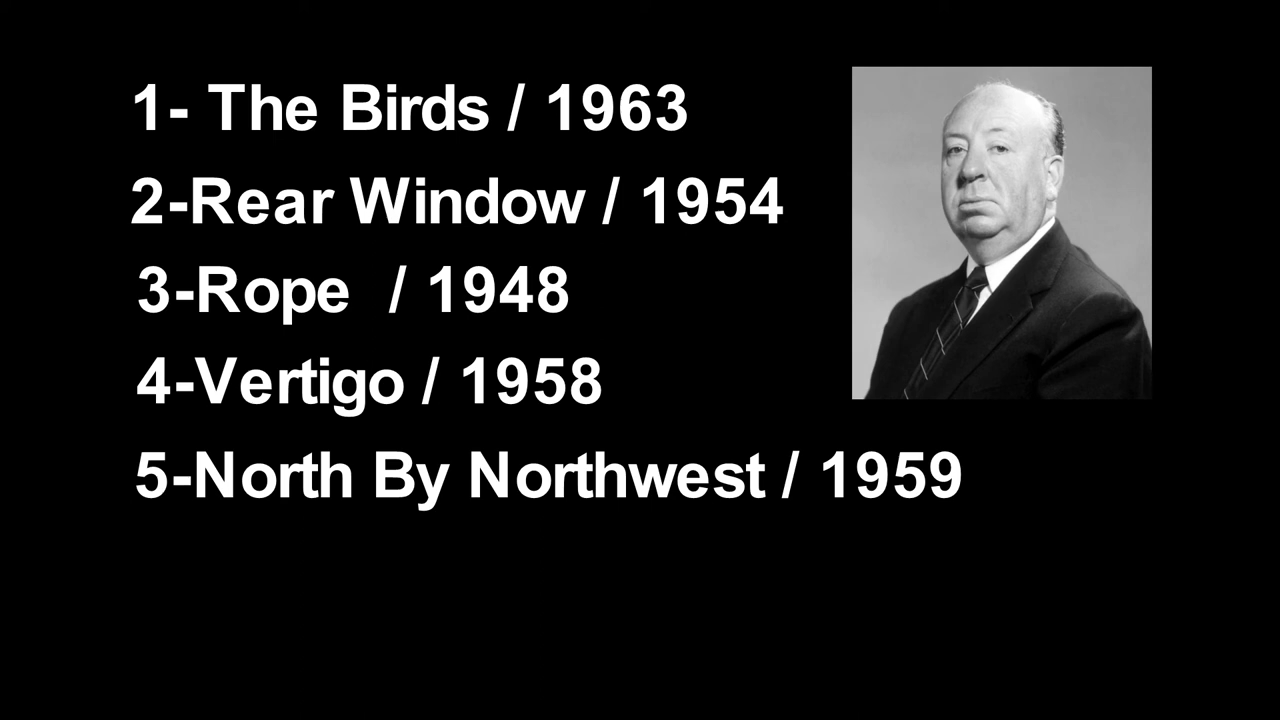 1- The Birds / 1963
2-Rear Window / 1954
3-Rope / 1948
4-Vertigo / 1958
5-North By Northwest / 1959